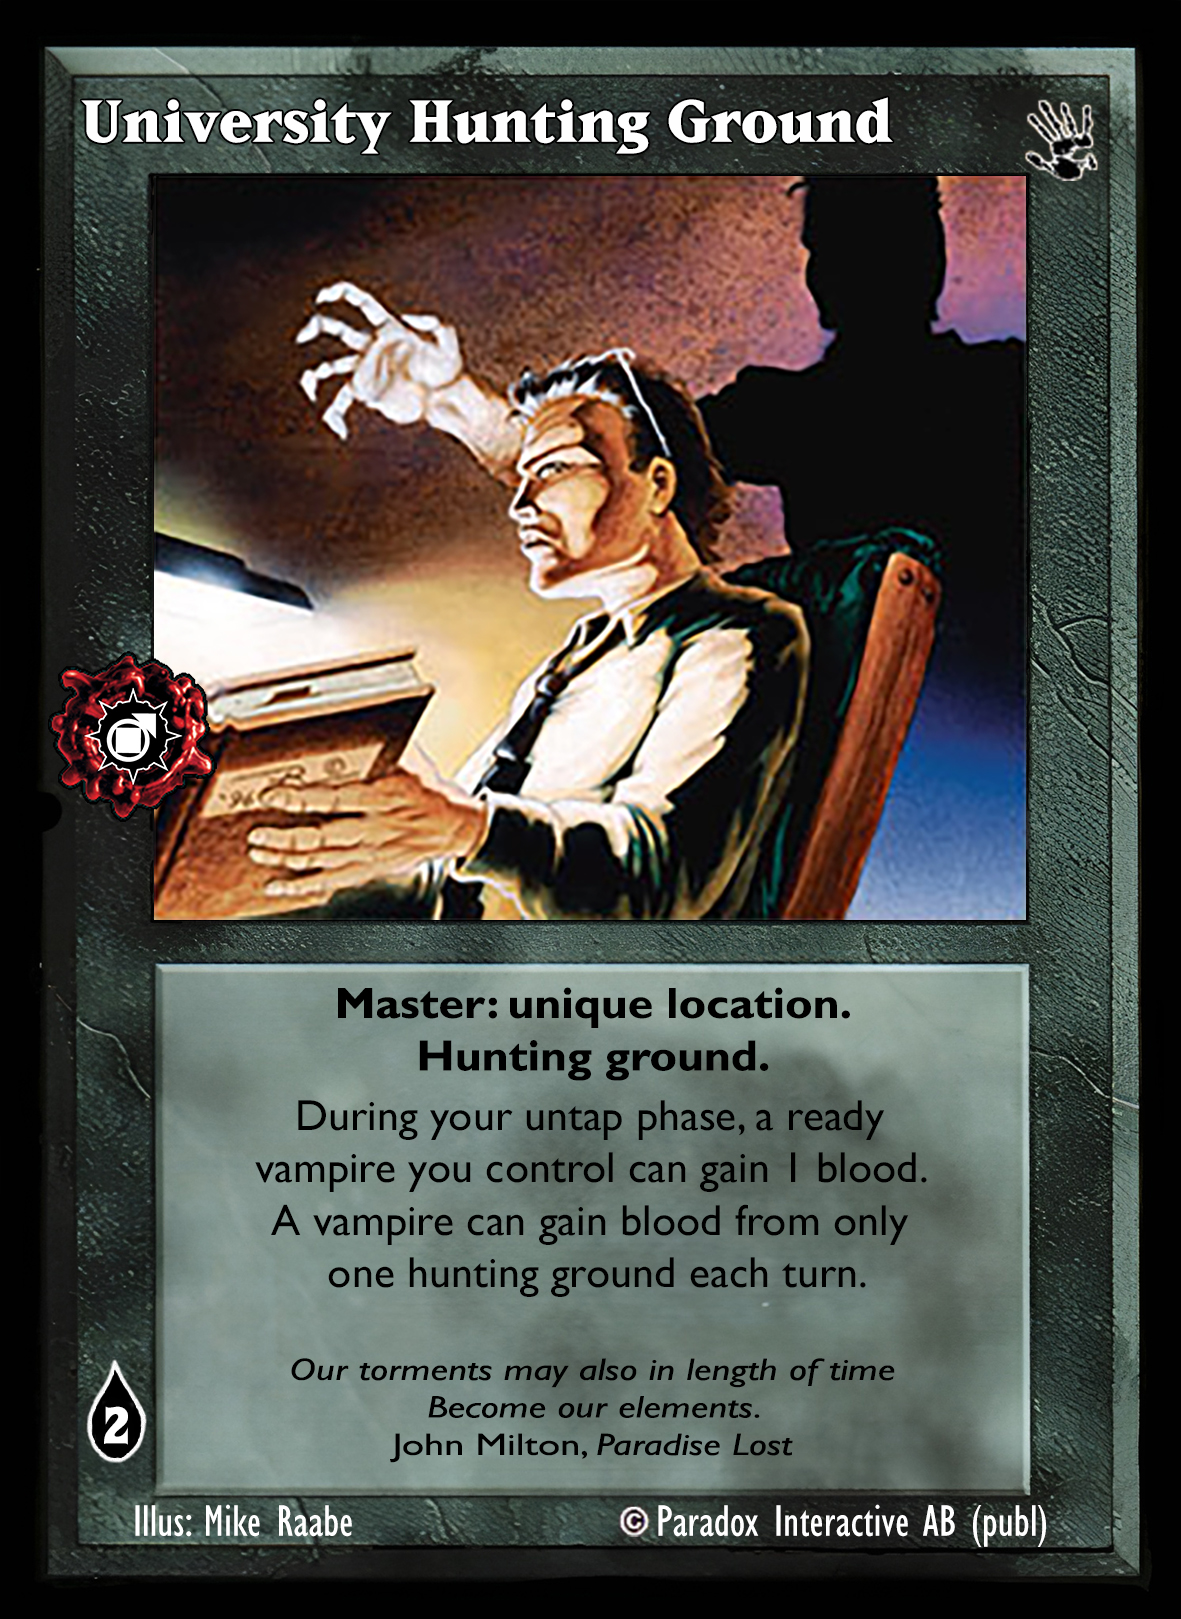 University Hunting Ground
'96
Master: unique location.
Hunting ground.
During your untap phase, a ready
vampire you control can gain 1 blood.
A vampire can gain blood from only
one hunting ground each turn.
Our torments may also in length of time
Become our elements.
John Milton, Paradise Lost
2
Illus: Mike Raabe
© Paradox Interactive AB (publ)